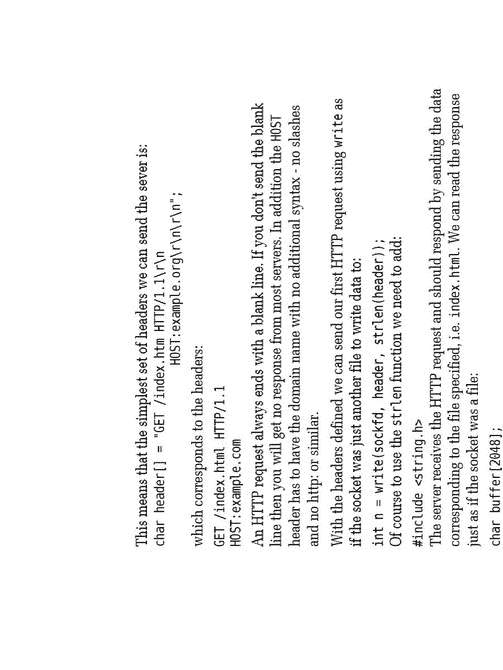 This means that the simplest set of headers we can send the sever is:
char header[] = "GET /index.htm HTTP/1.1\r\n
HOST:example.org\r\n\r\n";
which corresponds to the headers:
GET /index.html HTTP/1.1
HOST:example.com
An HTTP request always ends with a blank line. If you don't send the blank
line then you will get no response from most servers. In addition the HOST
header has to have the domain name with no additional syntax - no slashes
and no http: or similar.
With the headers defined we can send our first HTTP request using write as
if the socket was just another file to write data to:
int n = write(sockfd, header, strlen(header));
Of course to use the strlen function we need to add:
#include <string.h>
The server receives the HTTP request and should respond by sending the data
corresponding to the file specified, i.e. index.html. We can read the response
just as if the socket was a file:
char buffer[2048];